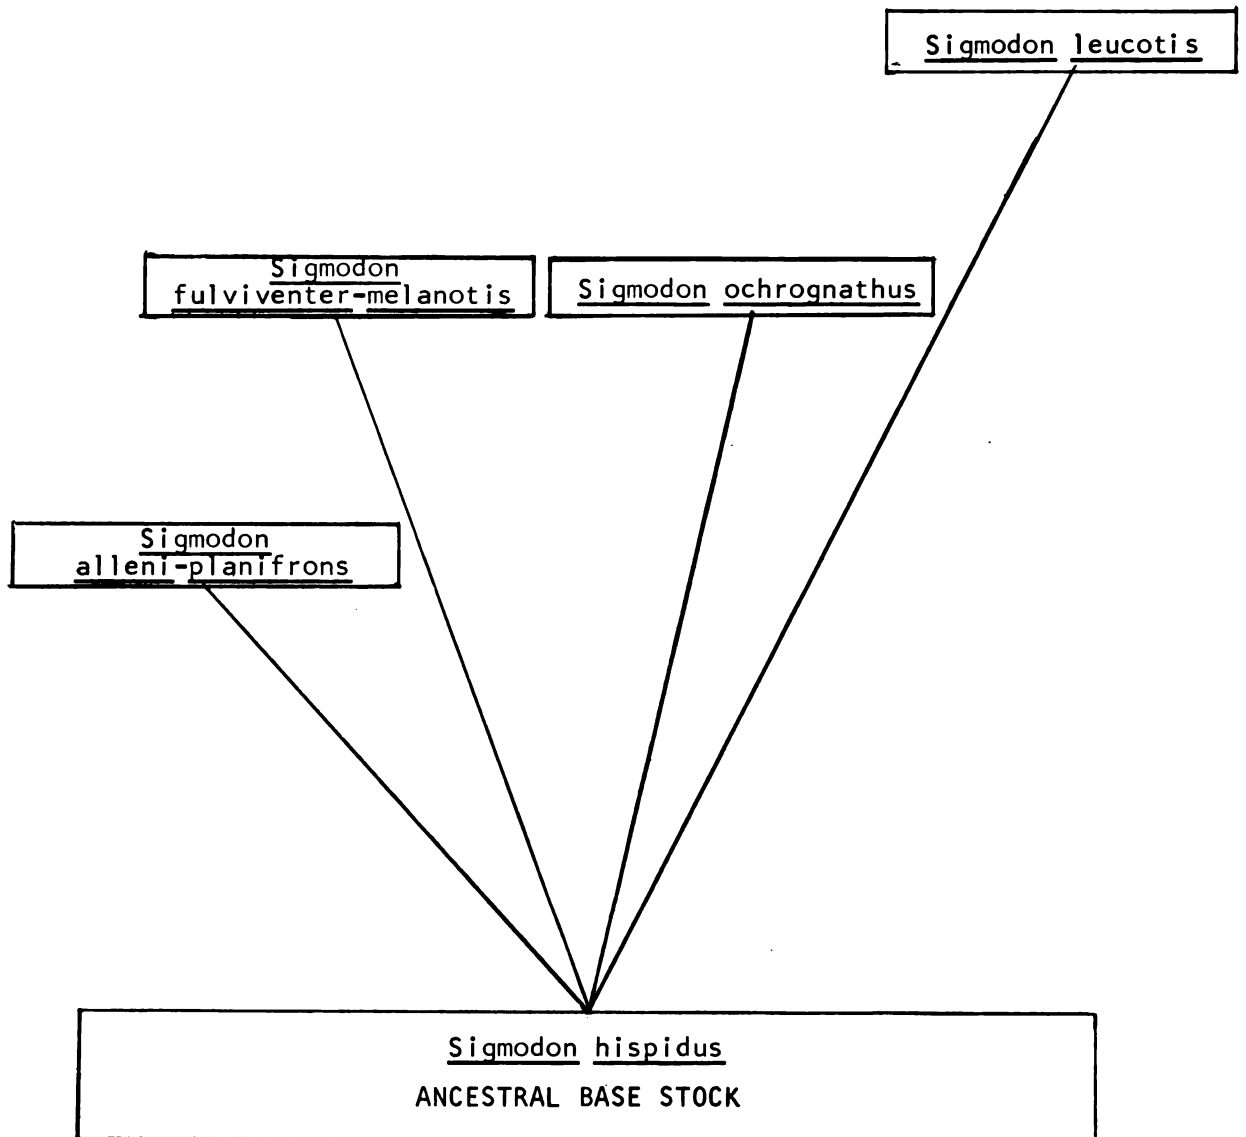 Sigmodon leucotis
Sigmodon
fulviventer-melanotis
Sigmodon ochrognathus
Sigmodon
alleni-planifrons
Sigmodon hispidus
ANCESTRAL BASE STOCK